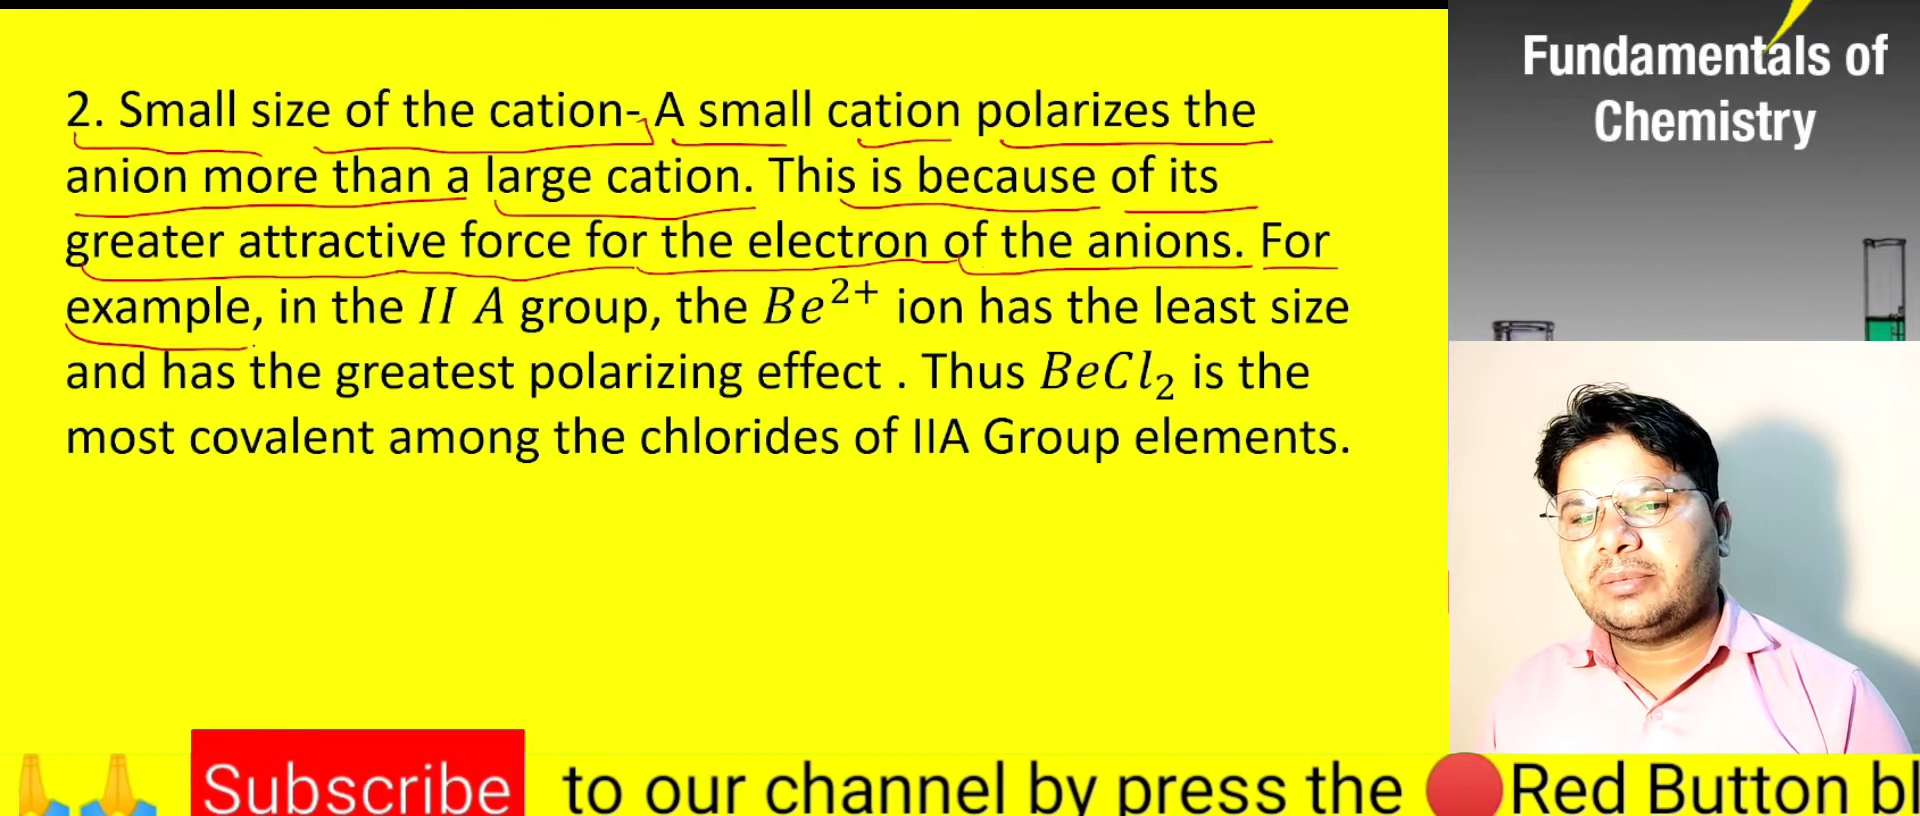 2. Small size of the cation- A small cation polarizes the
anion more than a large cation. This is because of its
greater attractive force for the electron of the anions. For
example, in the II A group, the Be²⁺ ion has the least size
and has the greatest polarizing effect . Thus BeCl₂ is the
most covalent among the chlorides of IIA Group elements.
Fundamentals of
Chemistry
Subscribe to our channel by press the Red Button